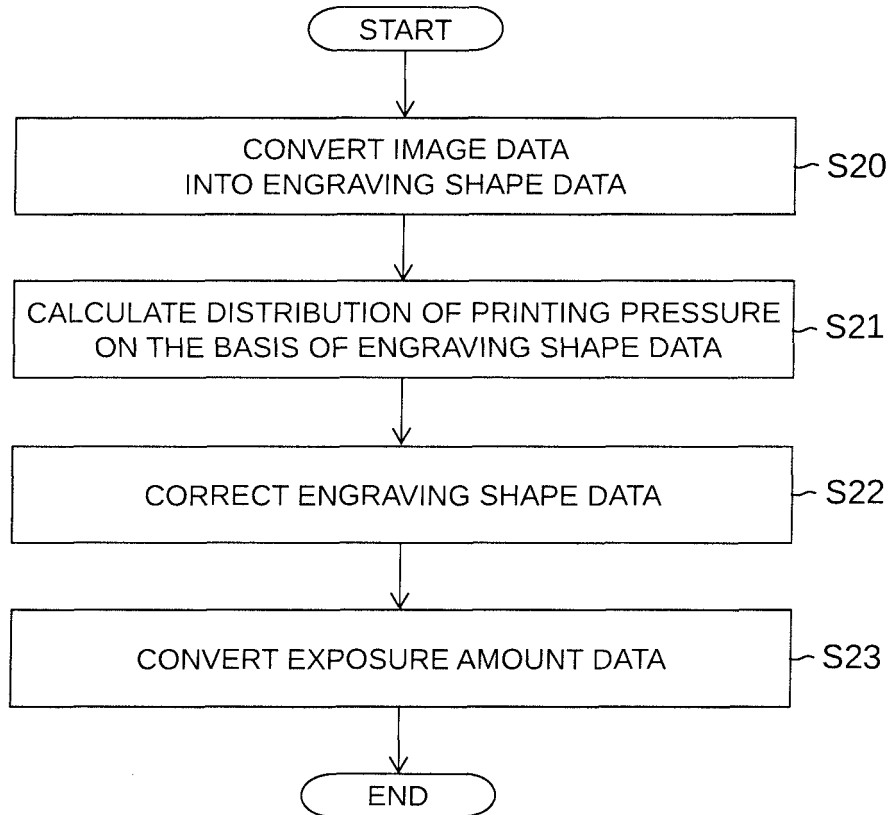 START
CONVERT IMAGE DATA
INTO ENGRAVING SHAPE DATA
S20
CALCULATE DISTRIBUTION OF PRINTING PRESSURE
ON THE BASIS OF ENGRAVING SHAPE DATA
S21
CORRECT ENGRAVING SHAPE DATA
S22
CONVERT EXPOSURE AMOUNT DATA
S23
END